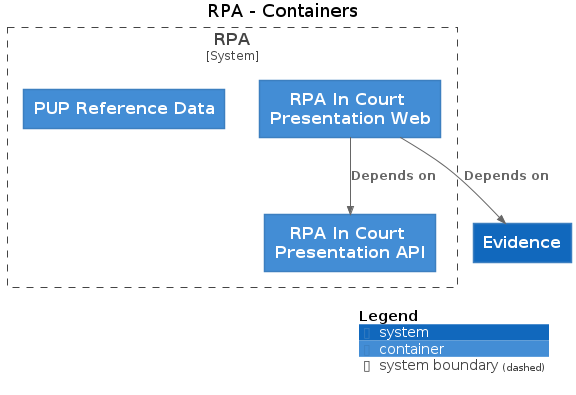 RPA - Containers
RPA
[System]
PUP Reference Data
RPA In Court
Presentation Web
Depends on
Depends on
RPA In Court
Presentation API
Evidence
Legend
system
container
system boundary (dashed)